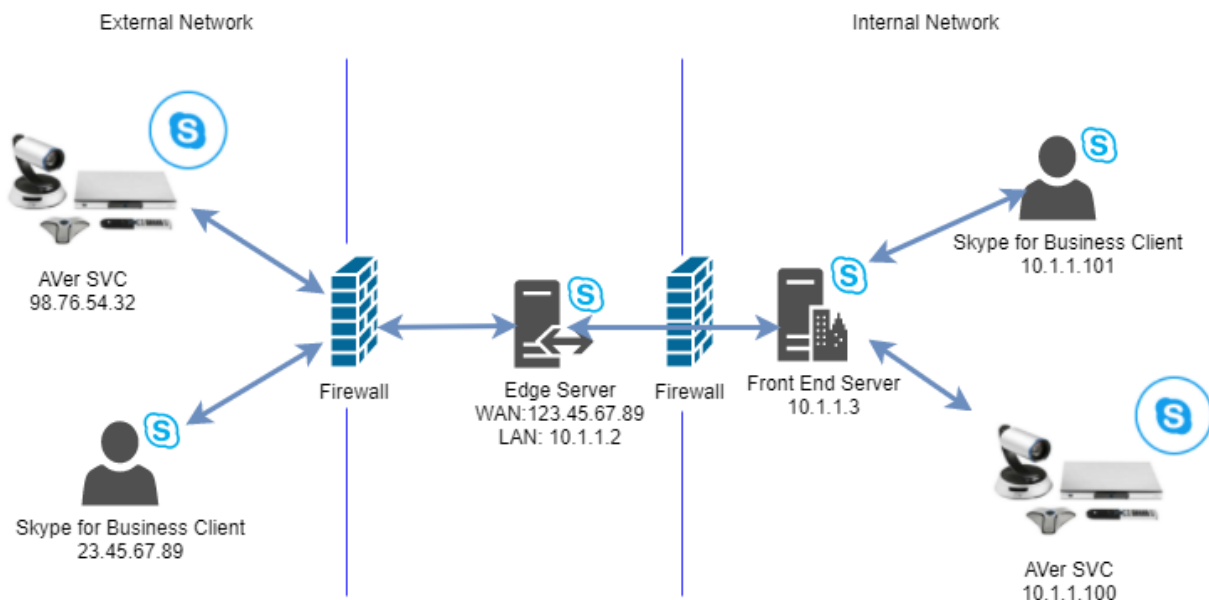 External Network
Internal Network
AVer SVC
98.76.54.32
Skype for Business Client
10.1.1.101
Firewall
Edge Server
WAN:123.45.67.89
LAN: 10.1.1.2
Firewall
Front End Server
10.1.1.3
Skype for Business Client
23.45.67.89
AVer SVC
10.1.1.100
S
S
S
S
S
S